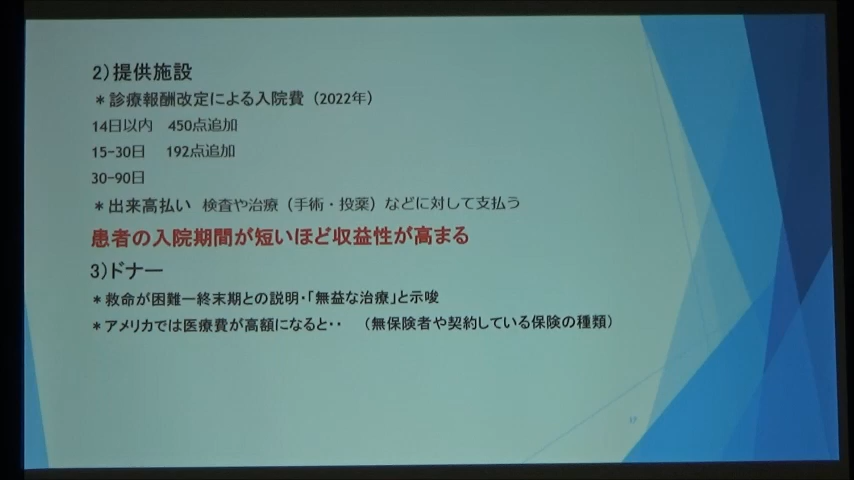 2)提供施設
＊診療報酬改定による入院費（2022年）
14日以内　450点追加
15-30日　192点追加
30-90日
＊出来高払い　検査や治療（手術・投薬）などに対して支払う
患者の入院期間が短いほど収益性が高まる
3)ドナー
＊救命が困難ー終末期との説明・「無益な治療」と示唆
＊アメリカでは医療費が高額になると・・　（無保険者や契約している保険の種類）